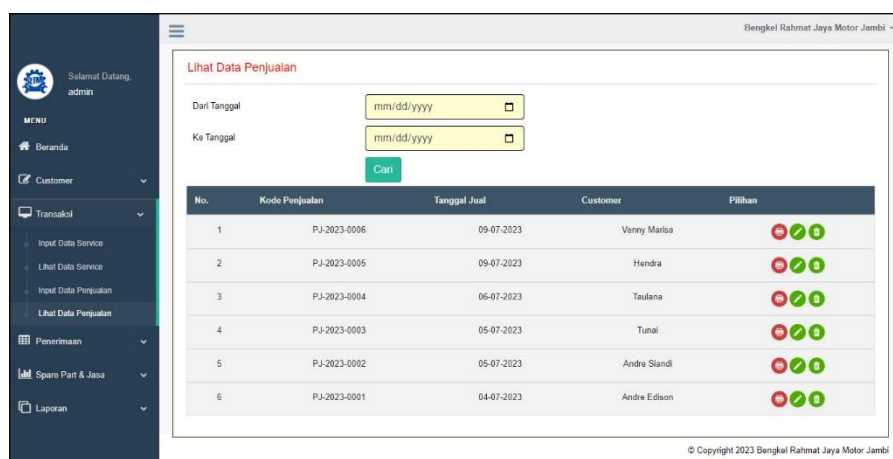 Bengkel Rahmat Jaya Motor Jambi
RJM
Selamat Datang,
admin
MENU
Beranda
Customer
Transaksi
Input Data Service
Lihat Data Service
Input Data Penjualan
Lihat Data Penjualan
Penerimaan
Spare Part & Jasa
Laporan
Lihat Data Penjualan
Dari Tanggal mm/dd/yyyy
Ke Tanggal mm/dd/yyyy
Cari
No. Kode Penjualan Tanggal Jual Customer Pilihan
1 PJ-2023-0006 09-07-2023 Venny Marisa
2 PJ-2023-0005 09-07-2023 Hendra
3 PJ-2023-0004 06-07-2023 Taulana
4 PJ-2023-0003 05-07-2023 Tunai
5 PJ-2023-0002 05-07-2023 Andre Siandi
6 PJ-2023-0001 04-07-2023 Andre Edison
© Copyright 2023 Bengkel Rahmat Jaya Motor Jambi